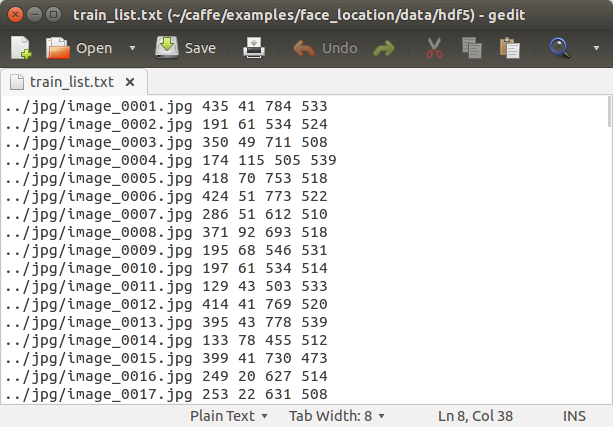 train_list.txt (~/caffe/examples/face_location/data/hdf5) - gedit
Open Save Undo
train_list.txt
../jpg/image_0001.jpg 435 41 784 533
../jpg/image_0002.jpg 191 61 534 524
../jpg/image_0003.jpg 350 49 711 508
../jpg/image_0004.jpg 174 115 505 539
../jpg/image_0005.jpg 418 70 753 518
../jpg/image_0006.jpg 424 51 773 522
../jpg/image_0007.jpg 286 51 612 510
../jpg/image_0008.jpg 371 92 693 518
../jpg/image_0009.jpg 195 68 546 531
../jpg/image_0010.jpg 197 61 534 514
../jpg/image_0011.jpg 129 43 503 533
../jpg/image_0012.jpg 414 41 769 520
../jpg/image_0013.jpg 395 43 778 539
../jpg/image_0014.jpg 133 78 455 512
../jpg/image_0015.jpg 399 41 730 473
../jpg/image_0016.jpg 249 20 627 514
../jpg/image_0017.jpg 253 22 631 508
Plain Text Tab Width: 8 Ln 8, Col 38 INS